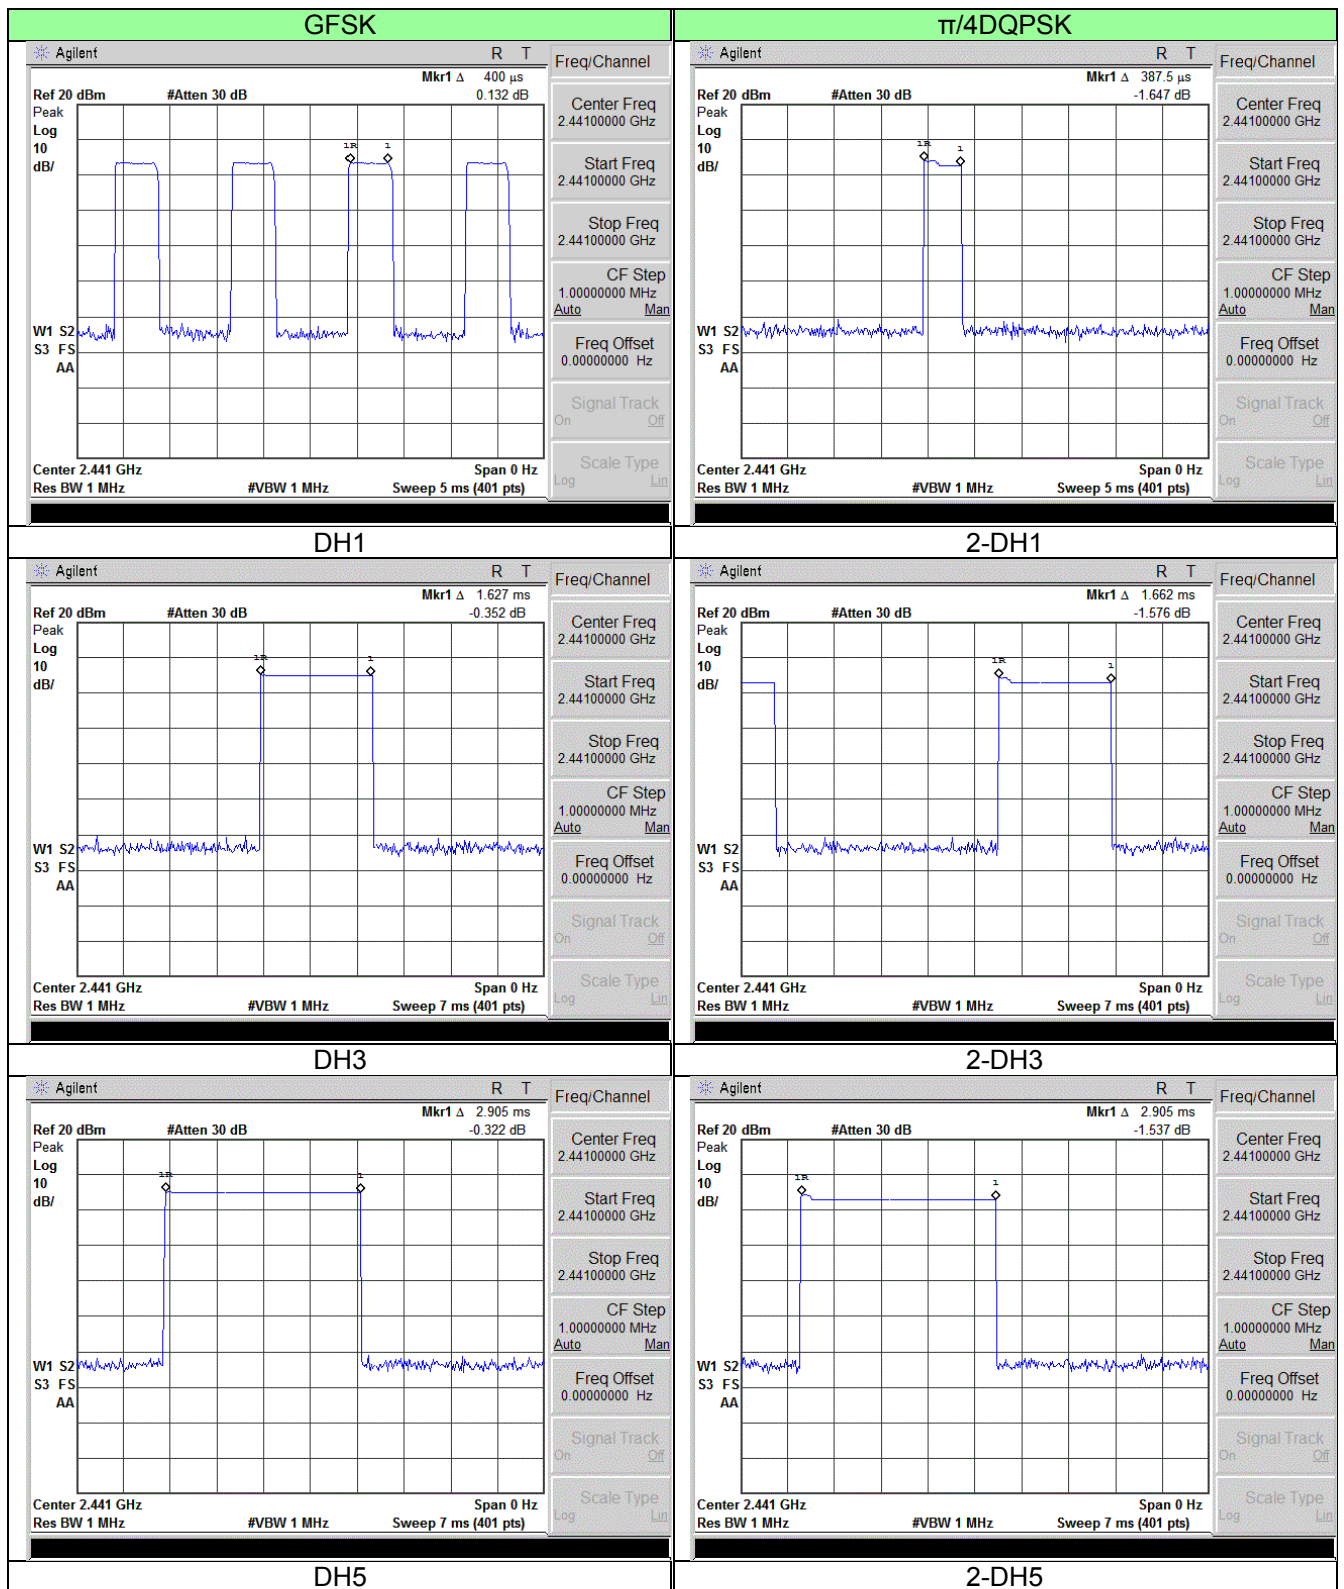 GFSK
π/4DQPSK
Agilent R T
Mkr1 Δ 400 μs
Ref 20 dBm #Atten 30 dB 0.132 dB
Peak
Log
10
dB/
1R 1
W1 S2
S3 FS
AA
Center 2.441 GHz Span 0 Hz
Res BW 1 MHz #VBW 1 MHz Sweep 5 ms (401 pts)
Freq/Channel
Center Freq
2.44100000 GHz
Start Freq
2.44100000 GHz
Stop Freq
2.44100000 GHz
CF Step
1.00000000 MHz
Auto Man
Freq Offset
0.00000000 Hz
Signal Track
On Off
Scale Type
Log Lin
Agilent R T
Mkr1 Δ 387.5 μs
Ref 20 dBm #Atten 30 dB -1.647 dB
Peak
Log
10
dB/
1R 1
W1 S2
S3 FS
AA
Center 2.441 GHz Span 0 Hz
Res BW 1 MHz #VBW 1 MHz Sweep 5 ms (401 pts)
Freq/Channel
Center Freq
2.44100000 GHz
Start Freq
2.44100000 GHz
Stop Freq
2.44100000 GHz
CF Step
1.00000000 MHz
Auto Man
Freq Offset
0.00000000 Hz
Signal Track
On Off
Scale Type
Log Lin
DH1
2-DH1
Agilent R T
Mkr1 Δ 1.627 ms
Ref 20 dBm #Atten 30 dB -0.352 dB
Peak
Log
10
dB/
1R 1
W1 S2
S3 FS
AA
Center 2.441 GHz Span 0 Hz
Res BW 1 MHz #VBW 1 MHz Sweep 7 ms (401 pts)
Freq/Channel
Center Freq
2.44100000 GHz
Start Freq
2.44100000 GHz
Stop Freq
2.44100000 GHz
CF Step
1.00000000 MHz
Auto Man
Freq Offset
0.00000000 Hz
Signal Track
On Off
Scale Type
Log Lin
Agilent R T
Mkr1 Δ 1.662 ms
Ref 20 dBm #Atten 30 dB -1.576 dB
Peak
Log
10
dB/
1R 1
W1 S2
S3 FS
AA
Center 2.441 GHz Span 0 Hz
Res BW 1 MHz #VBW 1 MHz Sweep 7 ms (401 pts)
Freq/Channel
Center Freq
2.44100000 GHz
Start Freq
2.44100000 GHz
Stop Freq
2.44100000 GHz
CF Step
1.00000000 MHz
Auto Man
Freq Offset
0.00000000 Hz
Signal Track
On Off
Scale Type
Log Lin
DH3
2-DH3
Agilent R T
Mkr1 Δ 2.905 ms
Ref 20 dBm #Atten 30 dB -0.322 dB
Peak
Log
10
dB/
1R 1
W1 S2
S3 FS
AA
Center 2.441 GHz Span 0 Hz
Res BW 1 MHz #VBW 1 MHz Sweep 7 ms (401 pts)
Freq/Channel
Center Freq
2.44100000 GHz
Start Freq
2.44100000 GHz
Stop Freq
2.44100000 GHz
CF Step
1.00000000 MHz
Auto Man
Freq Offset
0.00000000 Hz
Signal Track
On Off
Scale Type
Log Lin
Agilent R T
Mkr1 Δ 2.905 ms
Ref 20 dBm #Atten 30 dB -1.537 dB
Peak
Log
10
dB/
1R 1
W1 S2
S3 FS
AA
Center 2.441 GHz Span 0 Hz
Res BW 1 MHz #VBW 1 MHz Sweep 7 ms (401 pts)
Freq/Channel
Center Freq
2.44100000 GHz
Start Freq
2.44100000 GHz
Stop Freq
2.44100000 GHz
CF Step
1.00000000 MHz
Auto Man
Freq Offset
0.00000000 Hz
Signal Track
On Off
Scale Type
Log Lin
DH5
2-DH5